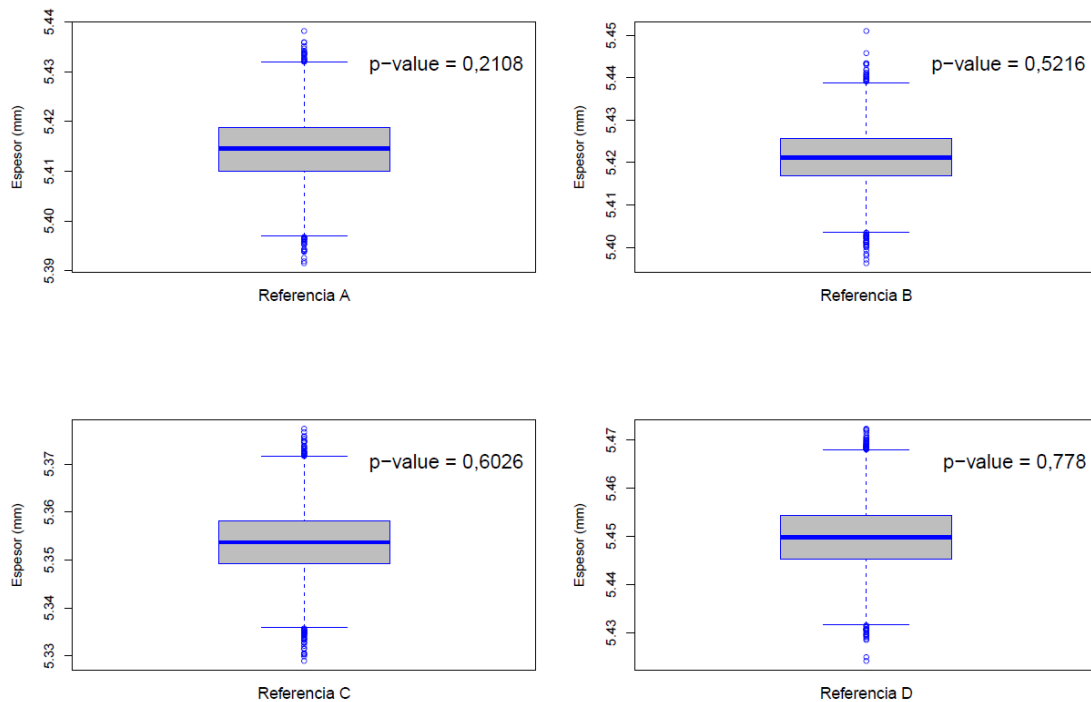 5.44
5.43
5.42
5.41
5.40
5.39
Espesor (mm)
p−value = 0,2108
Referencia A
5.45
5.44
5.43
5.42
5.41
5.40
Espesor (mm)
p−value = 0,5216
Referencia B
5.37
5.36
5.35
5.34
5.33
Espesor (mm)
p−value = 0,6026
Referencia C
5.47
5.46
5.45
5.44
5.43
Espesor (mm)
p−value = 0,778
Referencia D